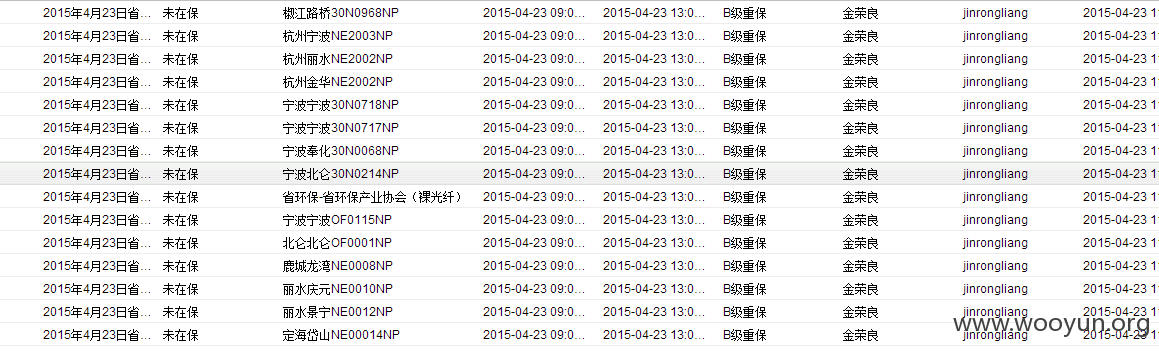 2015年4月23日省... 未在保 椒江路桥30N0968NP 2015-04-23 09:0... 2015-04-23 13:0... B级重保 金荣良 jinrongliang 2015-04-23 1
2015年4月23日省... 未在保 杭州宁波NE2003NP 2015-04-23 09:0... 2015-04-23 13:0... B级重保 金荣良 jinrongliang 2015-04-23 1
2015年4月23日省... 未在保 杭州丽水NE2002NP 2015-04-23 09:0... 2015-04-23 13:0... B级重保 金荣良 jinrongliang 2015-04-23 1
2015年4月23日省... 未在保 杭州金华NE2002NP 2015-04-23 09:0... 2015-04-23 13:0... B级重保 金荣良 jinrongliang 2015-04-23 1
2015年4月23日省... 未在保 宁波宁波30N0718NP 2015-04-23 09:0... 2015-04-23 13:0... B级重保 金荣良 jinrongliang 2015-04-23 1
2015年4月23日省... 未在保 宁波宁波30N0717NP 2015-04-23 09:0... 2015-04-23 13:0... B级重保 金荣良 jinrongliang 2015-04-23 1
2015年4月23日省... 未在保 宁波奉化30N0068NP 2015-04-23 09:0... 2015-04-23 13:0... B级重保 金荣良 jinrongliang 2015-04-23 1
2015年4月23日省... 未在保 宁波北仑30N0214NP 2015-04-23 09:0... 2015-04-23 13:0... B级重保 金荣良 jinrongliang 2015-04-23 1
2015年4月23日省... 未在保 省环保-省环保产业协会（裸光纤） 2015-04-23 09:0... 2015-04-23 13:0... B级重保 金荣良 jinrongliang 2015-04-23 1
2015年4月23日省... 未在保 宁波宁波OF0115NP 2015-04-23 09:0... 2015-04-23 13:0... B级重保 金荣良 jinrongliang 2015-04-23 1
2015年4月23日省... 未在保 北仑北仑OF0001NP 2015-04-23 09:0... 2015-04-23 13:0... B级重保 金荣良 jinrongliang 2015-04-23 1
2015年4月23日省... 未在保 鹿城龙湾NE0008NP 2015-04-23 09:0... 2015-04-23 13:0... B级重保 金荣良 jinrongliang 2015-04-23 1
2015年4月23日省... 未在保 丽水庆元NE0010NP 2015-04-23 09:0... 2015-04-23 13:0... B级重保 金荣良 jinrongliang 2015-04-23 1
2015年4月23日省... 未在保 丽水景宁NE0012NP 2015-04-23 09:0... 2015-04-23 13:0... B级重保 金荣良 jinrongliang 2015-04-23 1
2015年4月23日省... 未在保 定海岱山NE00014NP 2015-04-23 09:0... 2015-04-23 13:0... B级重保 金荣良 jinrongliang 2015-04-23 1
www.wooyun.org